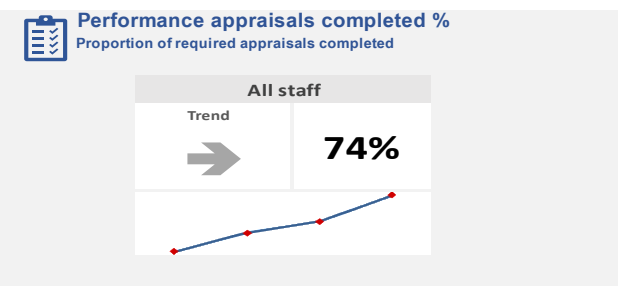 Performance appraisals completed %
Proportion of required appraisals completed
All staff
Trend
74%